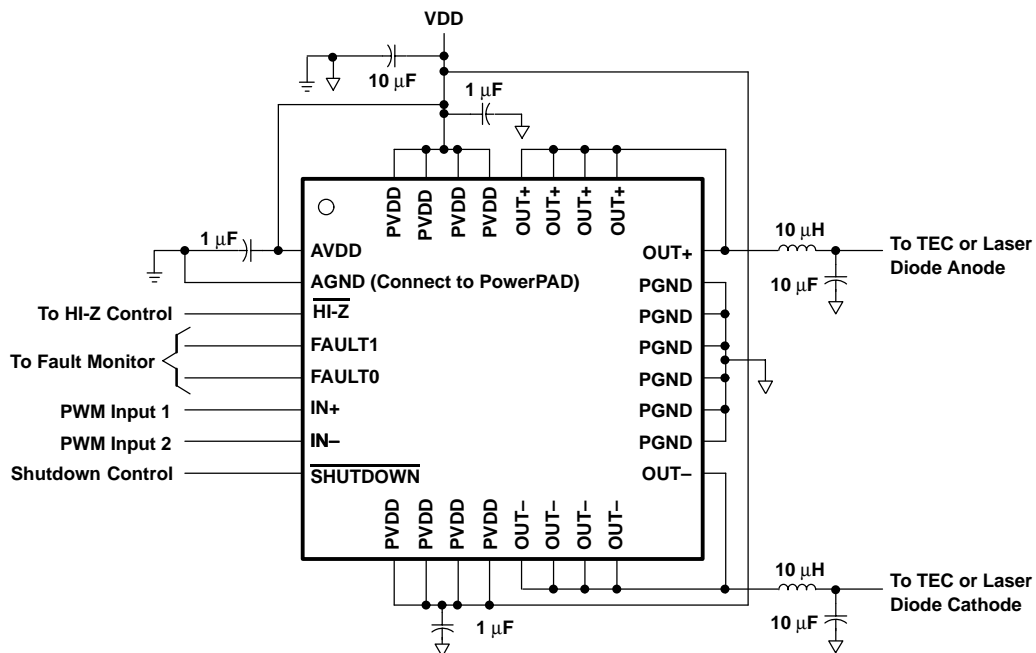 VDD
10 μF
1 μF
PVDD
PVDD
PVDD
PVDD
OUT+
OUT+
OUT+
OUT+
1 μF
AVDD
AGND (Connect to PowerPAD)
To HI-Z Control
HI-Z
To Fault Monitor
FAULT1
FAULT0
PWM Input 1
IN+
PWM Input 2
IN–
Shutdown Control
SHUTDOWN
OUT+
PGND
PGND
PGND
PGND
PGND
PGND
OUT–
10 μH
10 μF
To TEC or Laser
Diode Anode
PVDD
PVDD
PVDD
PVDD
OUT–
OUT–
OUT–
OUT–
1 μF
10 μH
10 μF
To TEC or Laser
Diode Cathode